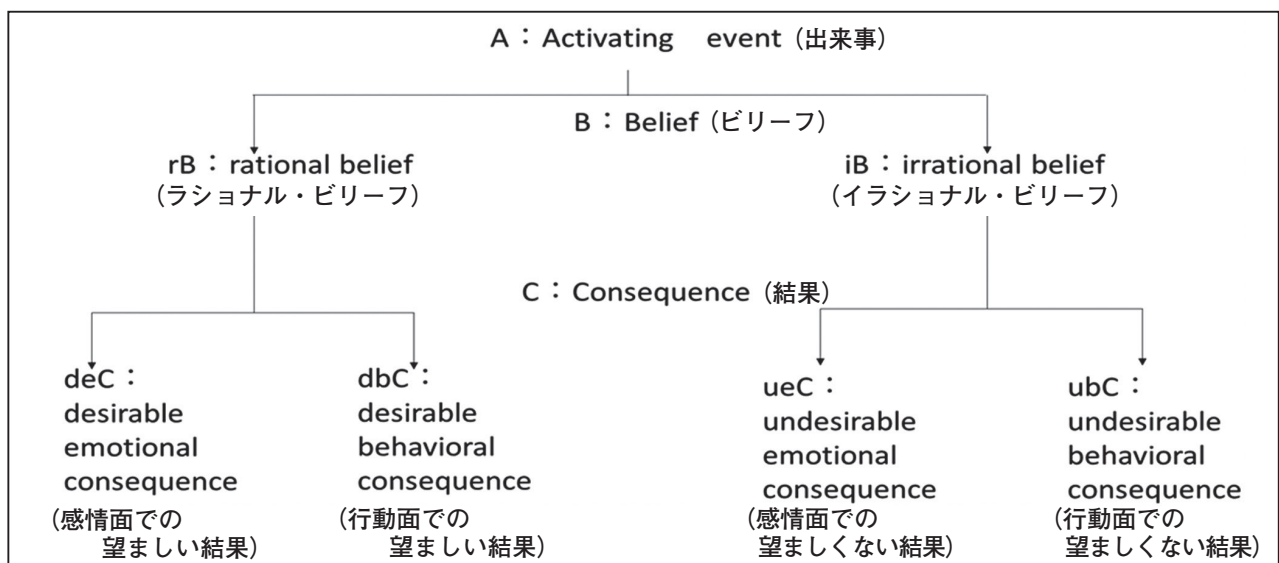 A：Activating event（出来事）
B：Belief（ビリーフ）
rB：rational belief
（ラショナル・ビリーフ）
iB：irrational belief
（イラショナル・ビリーフ）
C：Consequence（結果）
deC：
desirable
emotional
consequence
（感情面での
望ましい結果）
dbC：
desirable
behavioral
consequence
（行動面での
望ましい結果）
ueC：
undesirable
emotional
consequence
（感情面での
望ましくない結果）
ubC：
undesirable
behavioral
consequence
（行動面での
望ましくない結果）